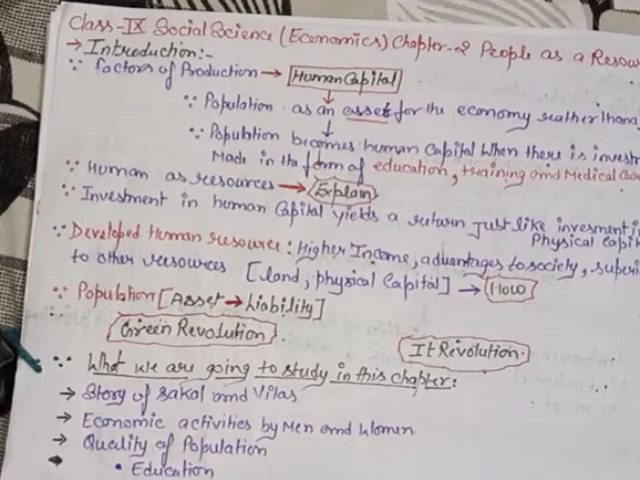 Class-IX Social Science (Economics) Chapter-2 People as a Resou
→ Introduction:-
∵ factors of Production → Human Capital
∵ Population as an asset for the economy reather than a
∵ Population becomes human Capital When there is invest
Made in the form of education, training and Medical Ca
∵ Human as resources → Explain
∵ Investment in human Capital yields a return Just like invesment i
Physical Capit
∵ Developed Human resource: Higher Income, advantages to society, superi
to other resources [land, physical Capital] → How
∵ Population [Asset → Liability]
Green Revolution
It Revolution.
∵ What we are going to study in this chapter:
→ Story of sakal and Vilas
→ Economic activities by Men and Women
→ Quality of Population
• Education